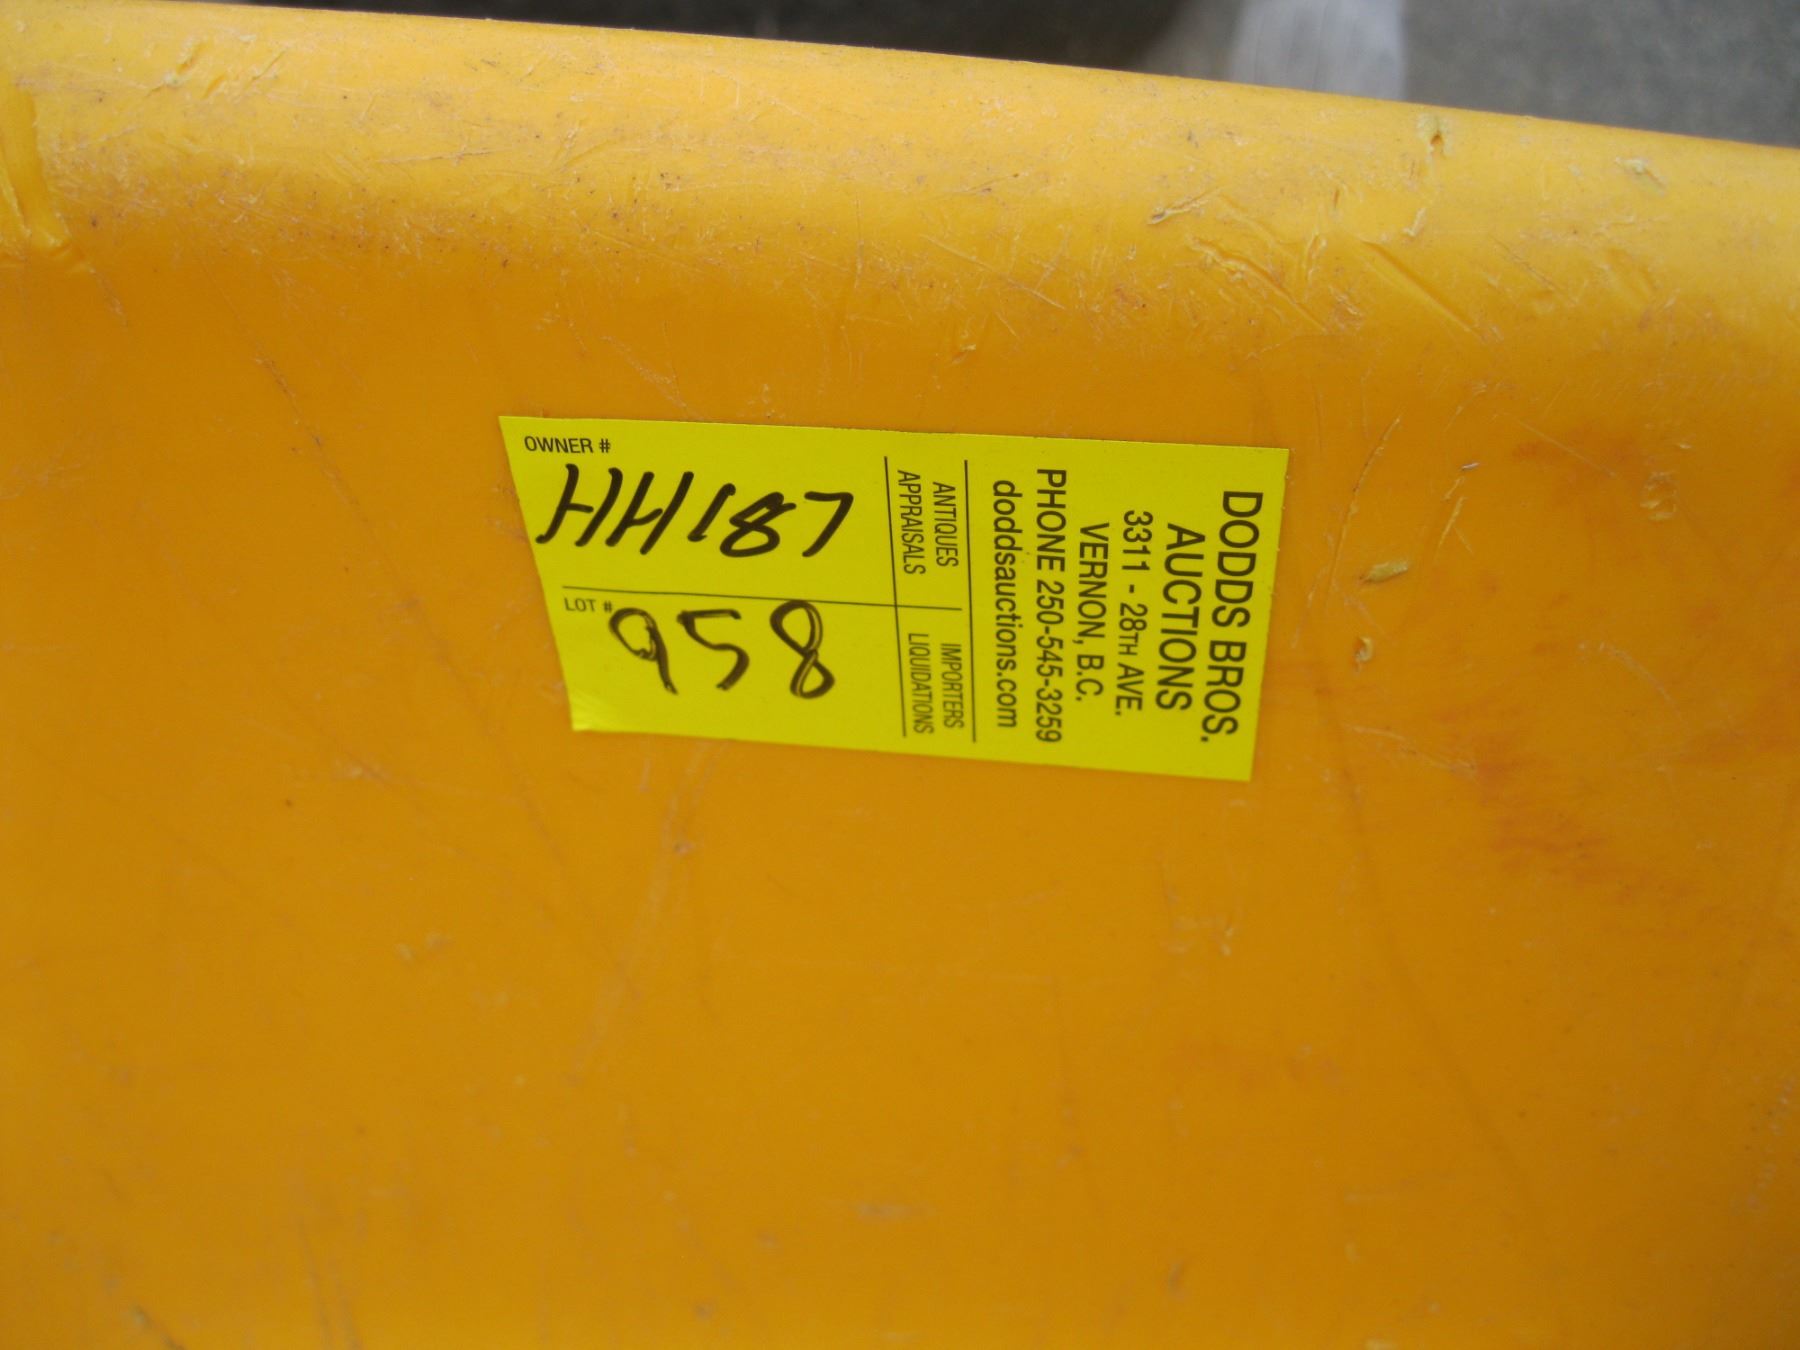 OWNER #
HH187
LOT #
958
DODDS BROS.
AUCTIONS
3311 - 28TH AVE.
VERNON, B.C.
PHONE 250-545-3259
doddsauctions.com
ANTIQUES
APPRAISALS
IMPORTERS
LIQUIDATIONS